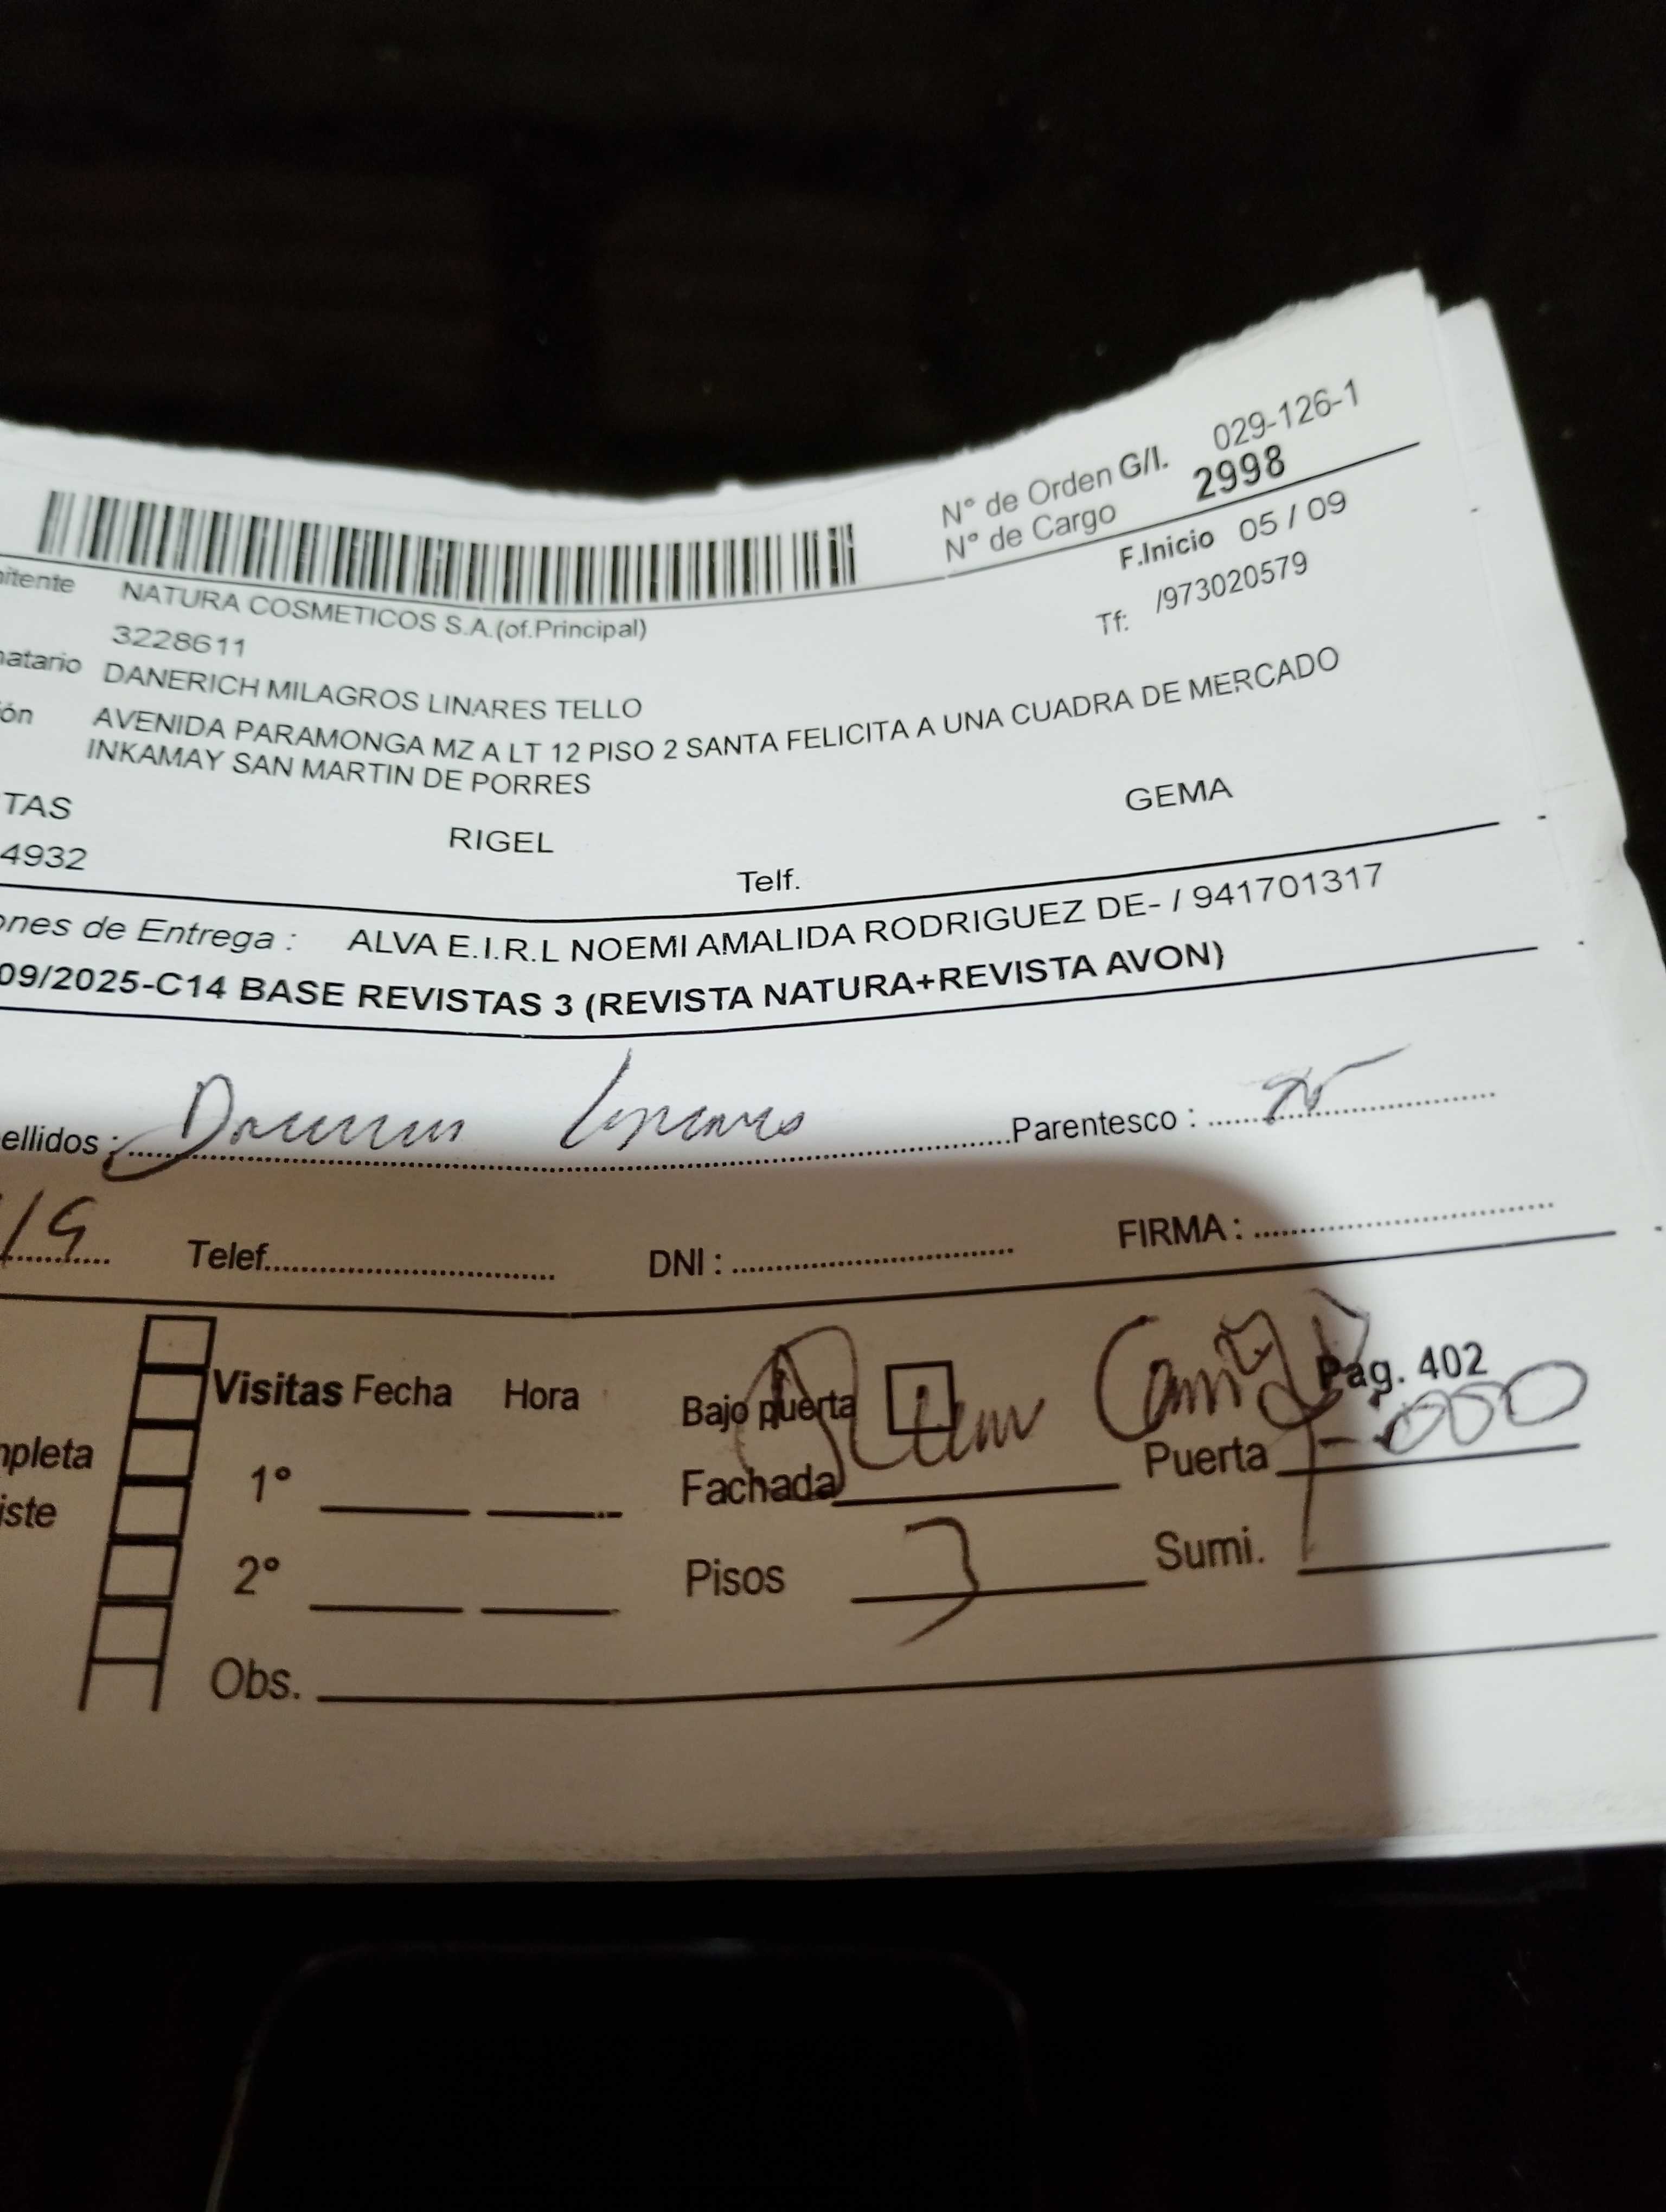 N° de Orden G/I. 029-126-1
N° de Cargo 2998
F.Inicio 05 / 09
itente NATURA COSMETICOS S.A.(of.Principal)
3228611
Tf: /973020579
natario DANERICH MILAGROS LINARES TELLO
ón AVENIDA PARAMONGA MZ A LT 12 PISO 2 SANTA FELICITA A UNA CUADRA DE MERCADO
INKAMAY SAN MARTIN DE PORRES
TAS RIGEL GEMA
4932 Telf.
ones de Entrega : ALVA E.I.R.L NOEMI AMALIDA RODRIGUEZ DE- / 941701317
09/2025-C14 BASE REVISTAS 3 (REVISTA NATURA+REVISTA AVON)
ellidos : Linares Parentesco :
/9 Telef. DNI : FIRMA :
Pag. 402
Visitas Fecha Hora Bajo puerta
mpleta 1° Fachada Puerta
iste
2° Pisos 3 Sumi.
Obs.